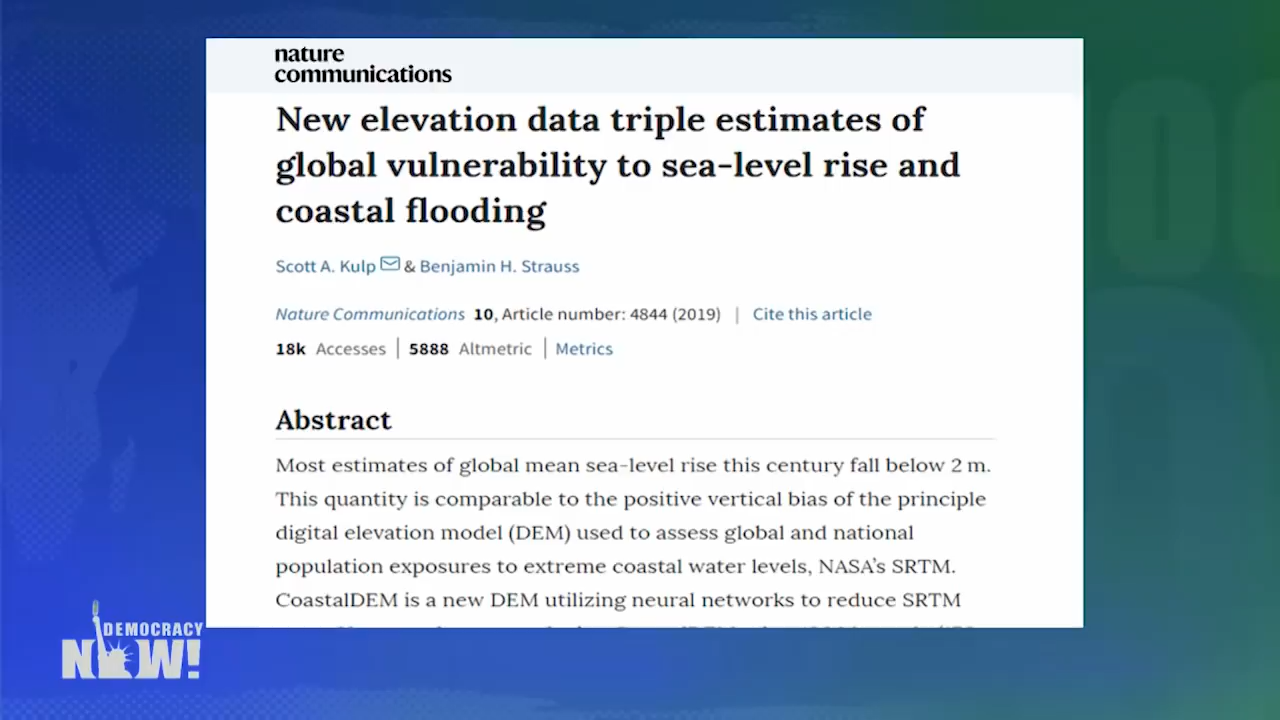 nature
communications
New elevation data triple estimates of
global vulnerability to sea-level rise and
coastal flooding
Scott A. Kulp & Benjamin H. Strauss
Nature Communications 10, Article number: 4844 (2019) | Cite this article
18k Accesses | 5888 Altmetric | Metrics
Abstract
Most estimates of global mean sea-level rise this century fall below 2 m.
This quantity is comparable to the positive vertical bias of the principle
digital elevation model (DEM) used to assess global and national
population exposures to extreme coastal water levels, NASA's SRTM.
CoastalDEM is a new DEM utilizing neural networks to reduce SRTM
DEMOCRACY
NOW!